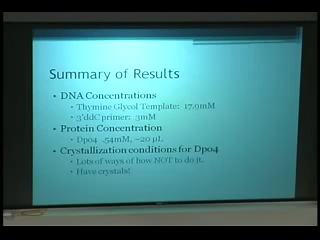 Summary of Results
• DNA Concentrations
• Thymine Glycol Template: 17.9mM
• 3'ddC primer: 3mM
• Protein Concentration
• Dpo4 .54mM, ~20 µL
• Crystallization conditions for Dpo4
• Lots of ways of how NOT to do it.
• Have crystals!